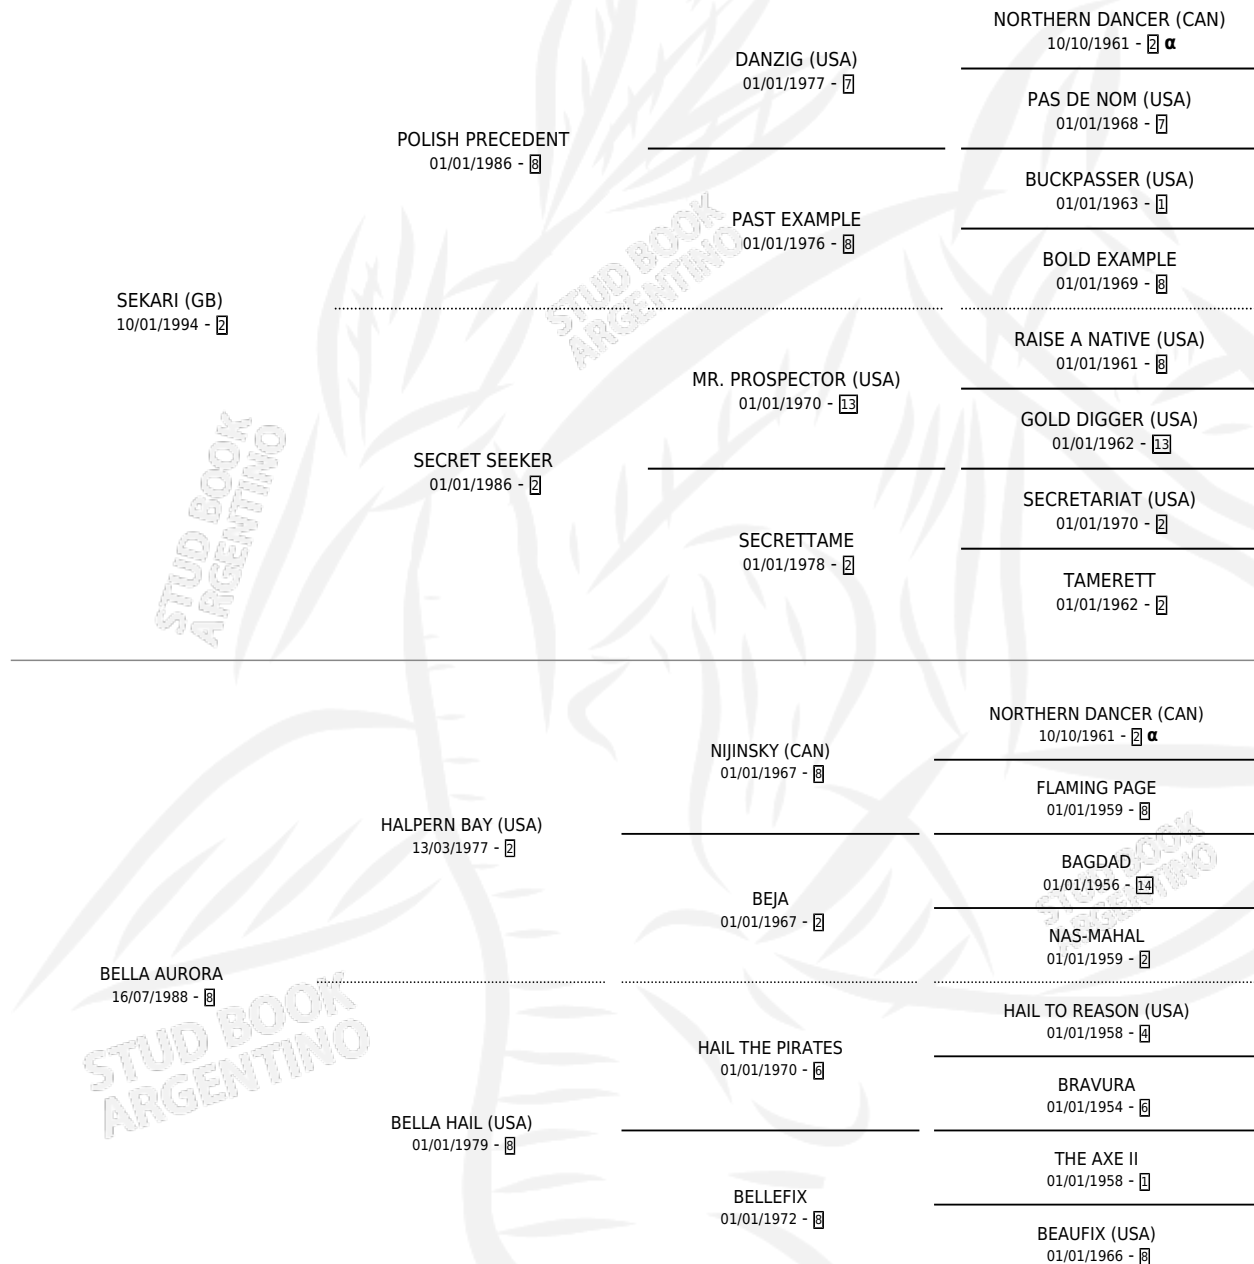 NORTHERN DANCER (CAN)
10/10/1961 - 2 α
DANZIG (USA)
01/01/1977 - 7
PAS DE NOM (USA)
01/01/1968 - 7
POLISH PRECEDENT
01/01/1986 - 8
BUCKPASSER (USA)
01/01/1963 - 1
PAST EXAMPLE
01/01/1976 - 8
BOLD EXAMPLE
01/01/1969 - 8
SEKARI (GB)
10/01/1994 - 2
RAISE A NATIVE (USA)
01/01/1961 - 8
MR. PROSPECTOR (USA)
01/01/1970 - 13
GOLD DIGGER (USA)
01/01/1962 - 13
SECRET SEEKER
01/01/1986 - 2
SECRETARIAT (USA)
01/01/1970 - 2
SECRETTAME
01/01/1978 - 2
TAMERETT
01/01/1962 - 2
NORTHERN DANCER (CAN)
10/10/1961 - 2 α
NIJINSKY (CAN)
01/01/1967 - 8
FLAMING PAGE
01/01/1959 - 8
HALPERN BAY (USA)
13/03/1977 - 2
BAGDAD
01/01/1956 - 14
BEJA
01/01/1967 - 2
NAS-MAHAL
01/01/1959 - 2
BELLA AURORA
16/07/1988 - 8
HAIL TO REASON (USA)
01/01/1958 - 4
HAIL THE PIRATES
01/01/1970 - 6
BRAVURA
01/01/1954 - 6
BELLA HAIL (USA)
01/01/1979 - 8
THE AXE II
01/01/1958 - 1
BELLEFIX
01/01/1972 - 8
BEAUFIX (USA)
01/01/1966 - 8
STUD BOOK
ARGENTINO
STUD BOOK
ARGENTINO
STUD BOOK
ARGENTINO
STUD BOOK
ARGENTINO